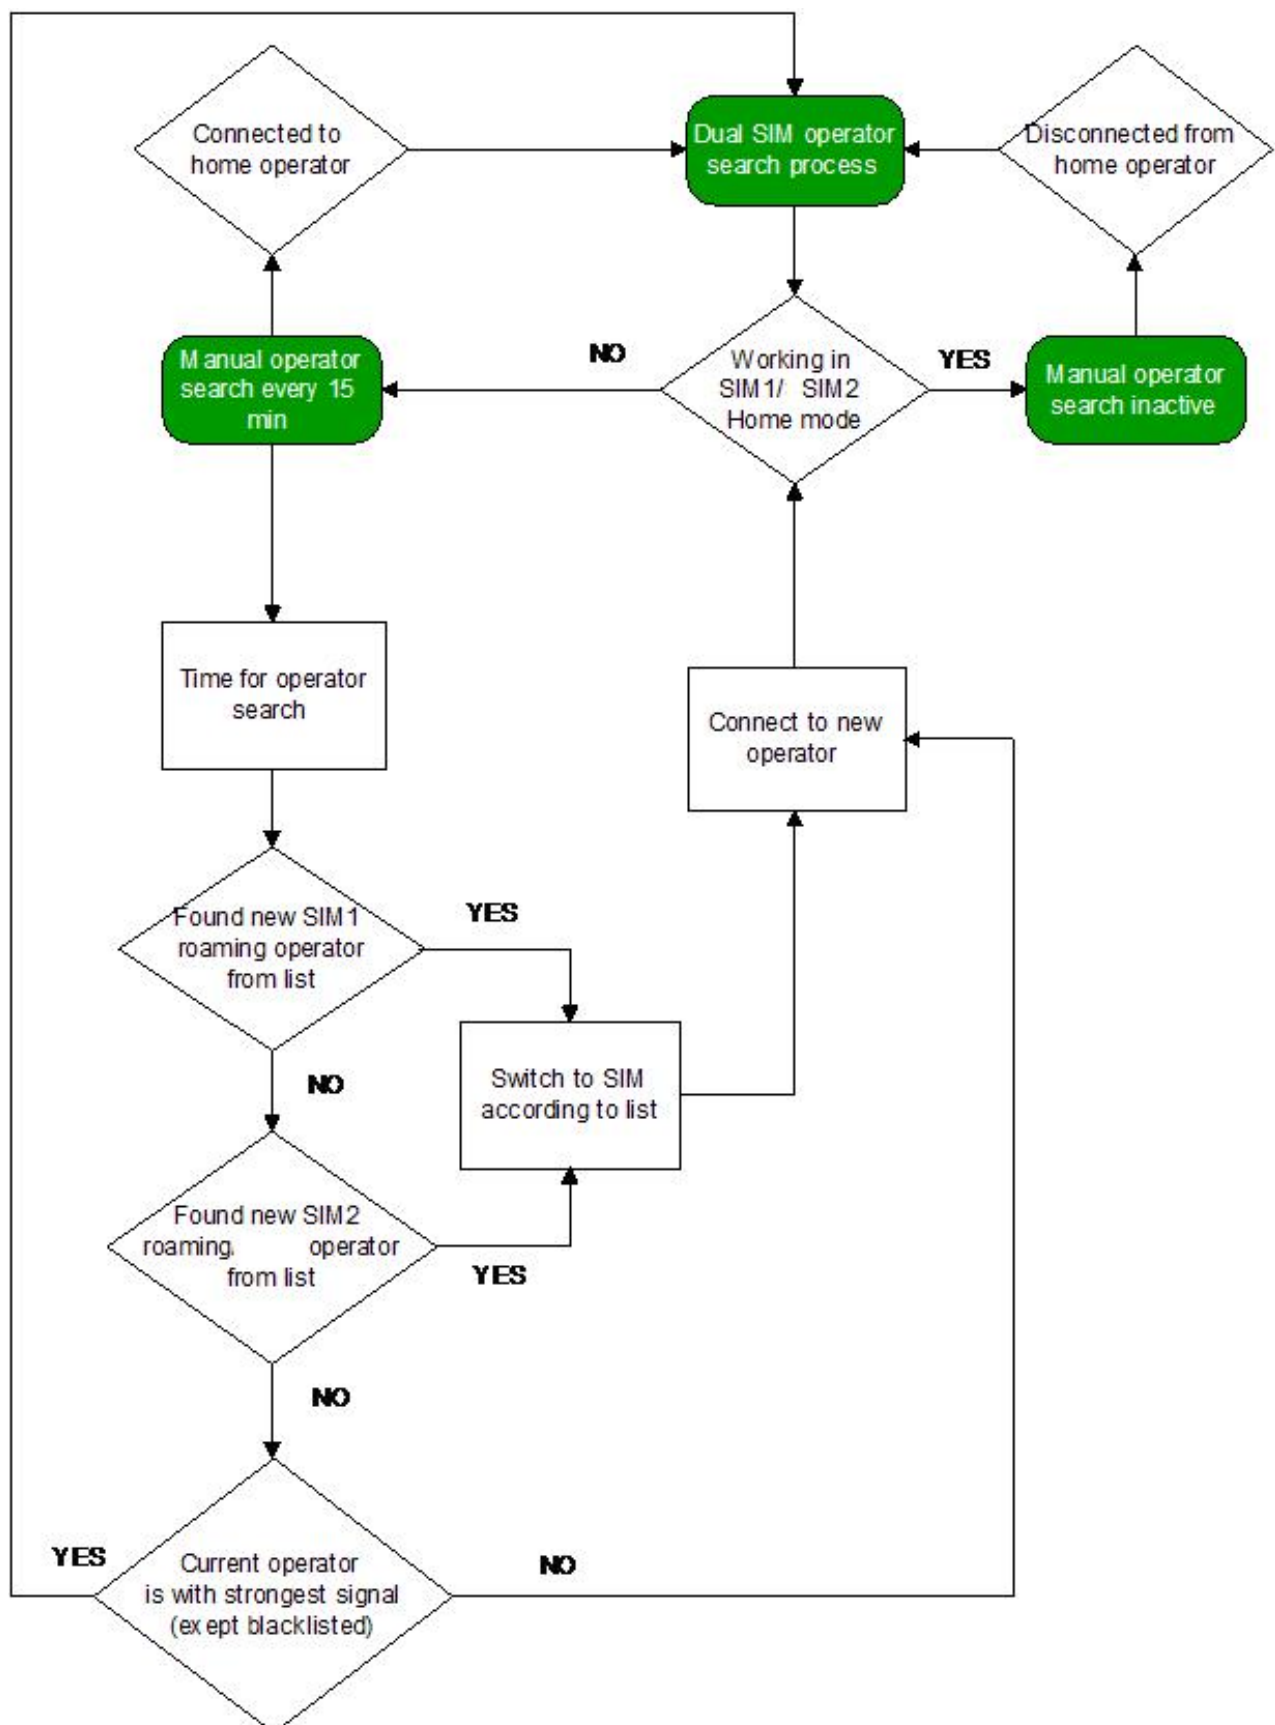 Connected to
home operator
Dual SIM operator
search process
Disconnected from
home operator
Manual operator
search every 15
min
NO
Working in
SIM1/ SIM2
Home mode
YES
Manual operator
search inactive
Time for operator
search
Connect to new
operator
Found new SIM1
roaming operator
from list
YES
NO
Switch to SIM
according to list
Found new SIM2
roaming operator
from list
YES
NO
YES
Current operator
is with strongest signal
(exept blacklisted)
NO